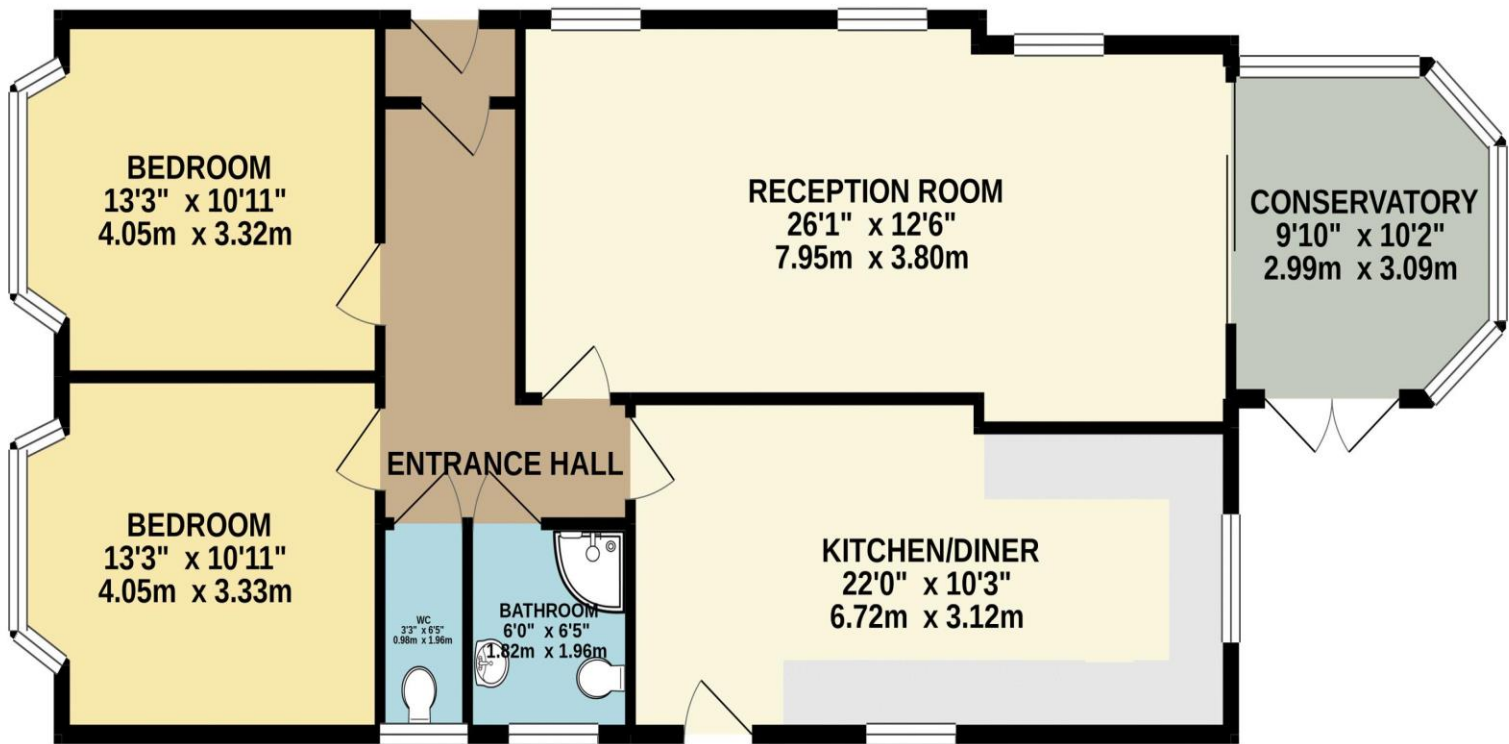 BEDROOM
13'3" x 10'11"
4.05m x 3.32m
RECEPTION ROOM
26'1" x 12'6"
7.95m x 3.80m
CONSERVATORY
9'10" x 10'2"
2.99m x 3.09m
ENTRANCE HALL
BEDROOM
13'3" x 10'11"
4.05m x 3.33m
WC
3'3" x 6'5"
0.98m x 1.96m
BATHROOM
6'0" x 6'5"
1.82m x 1.96m
KITCHEN/DINER
22'0" x 10'3"
6.72m x 3.12m